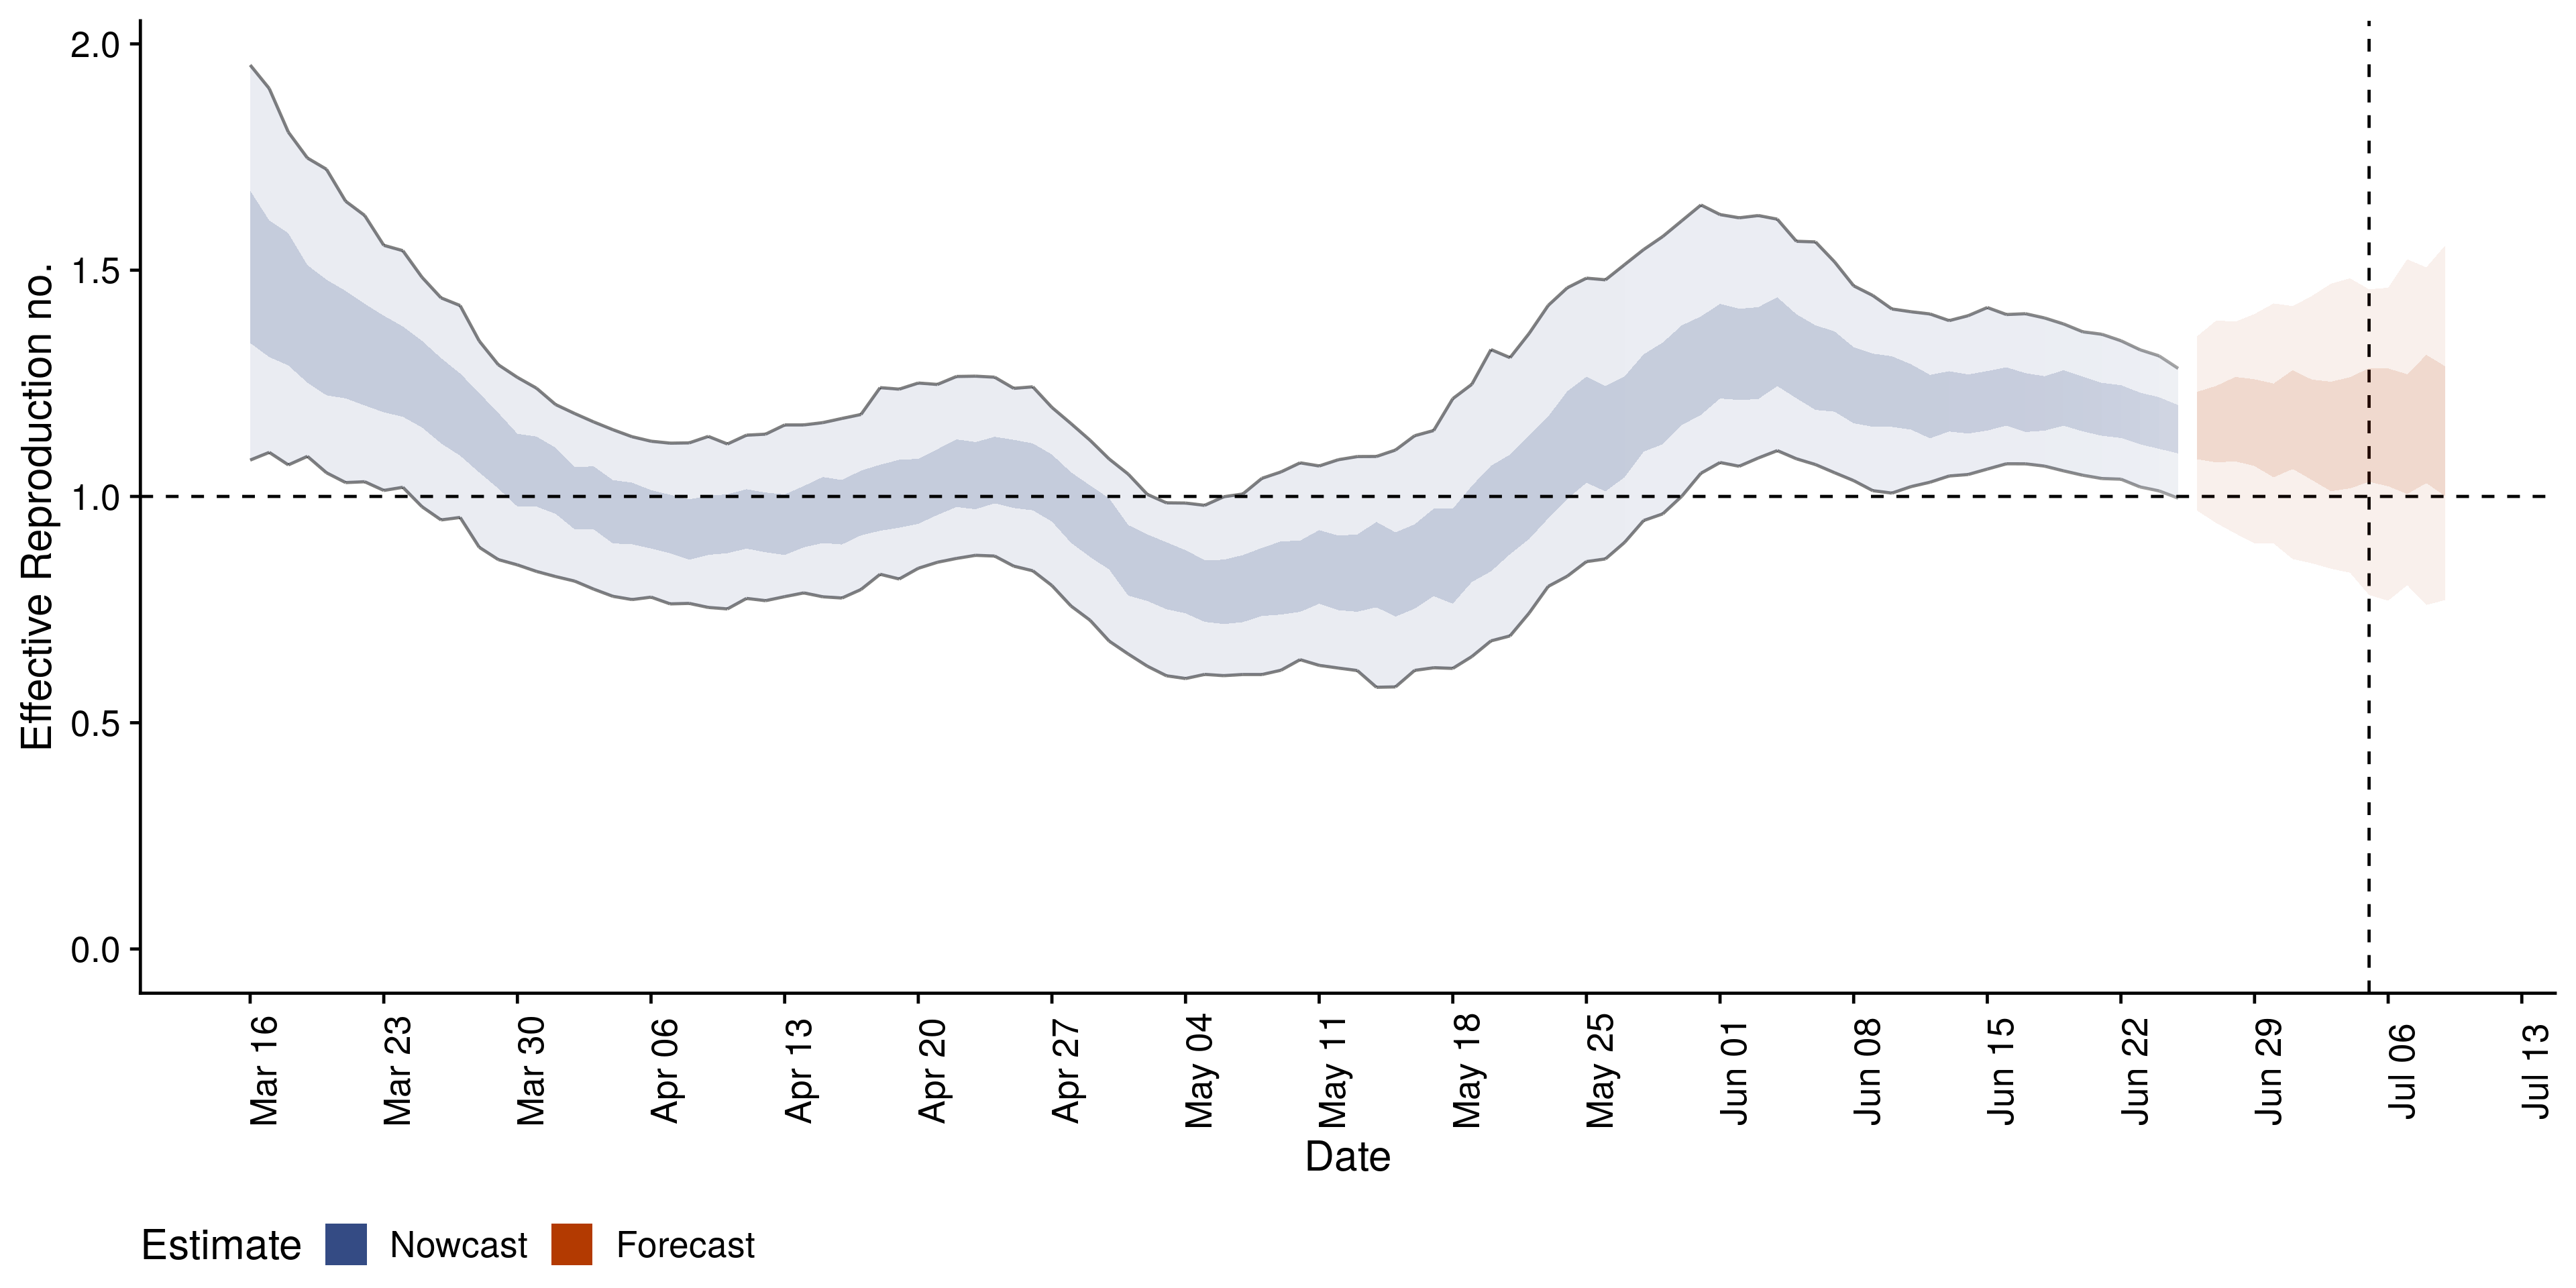 Effective Reproduction no.
2.0
1.5
1.0
0.5
0.0
Mar 16
Mar 23
Mar 30
Apr 06
Apr 13
Apr 20
Apr 27
May 04
May 11
May 18
May 25
Jun 01
Jun 08
Jun 15
Jun 22
Jun 29
Jul 06
Jul 13
Date
Estimate Nowcast Forecast